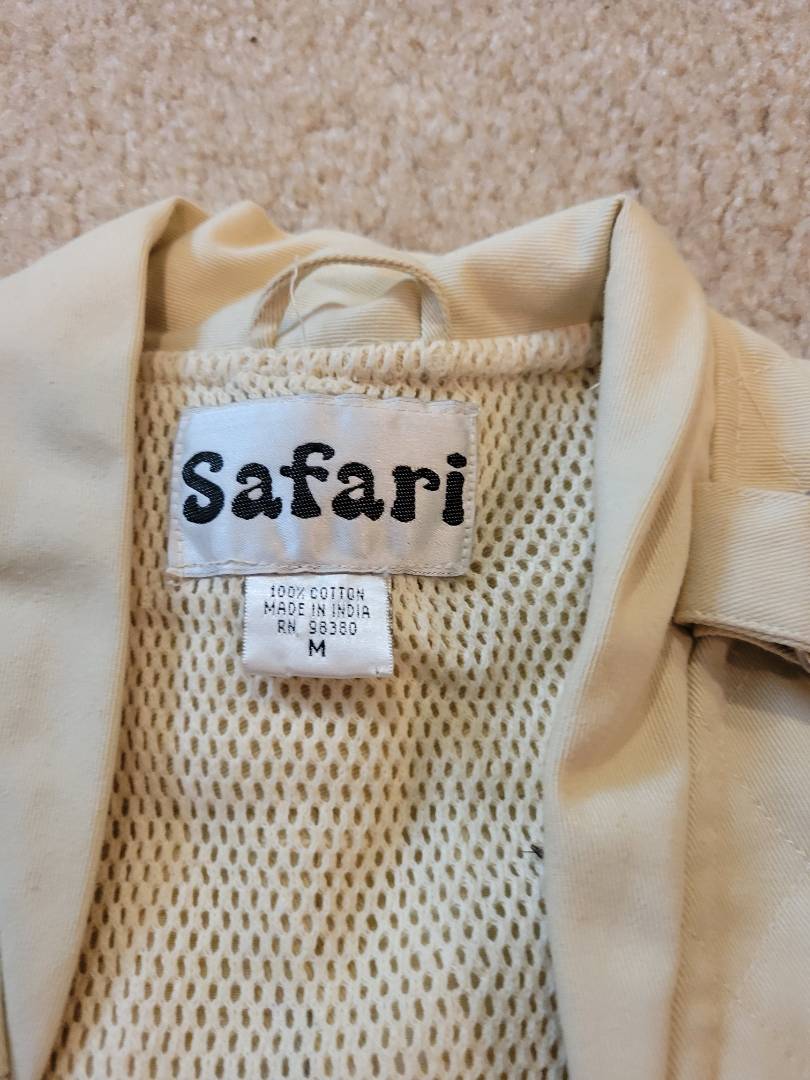 Safari
100% COTTON
MADE IN INDIA
RN 98380
M